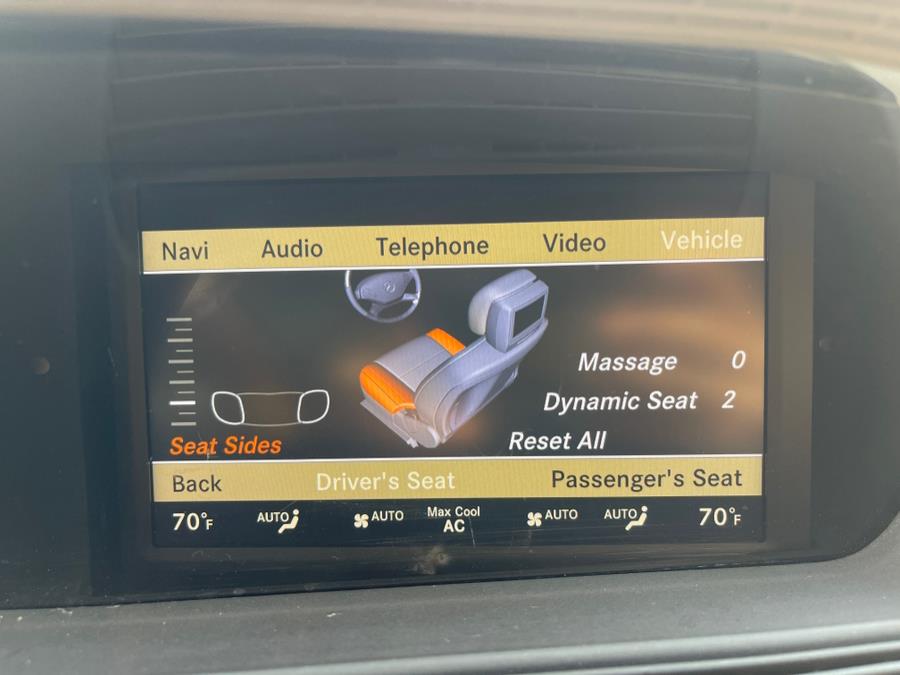 Navi Audio Telephone Video Vehicle
Massage 0
Dynamic Seat 2
Seat Sides Reset All
Back Driver's Seat Passenger's Seat
70°F AUTO AUTO Max Cool AC AUTO AUTO 70°F